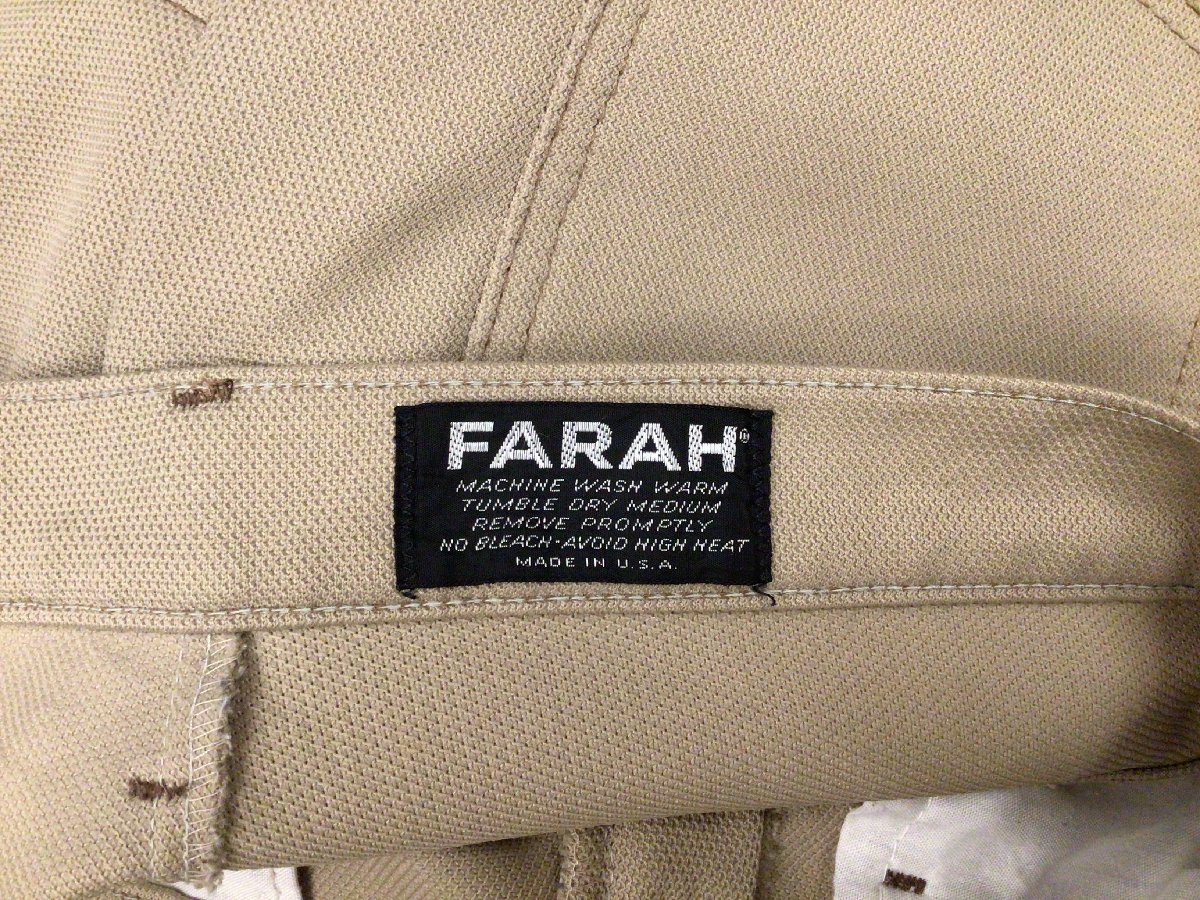 FARAH®
MACHINE WASH WARM
TUMBLE DRY MEDIUM
REMOVE PROMPTLY
NO BLEACH-AVOID HIGH HEAT
MADE IN U.S.A.